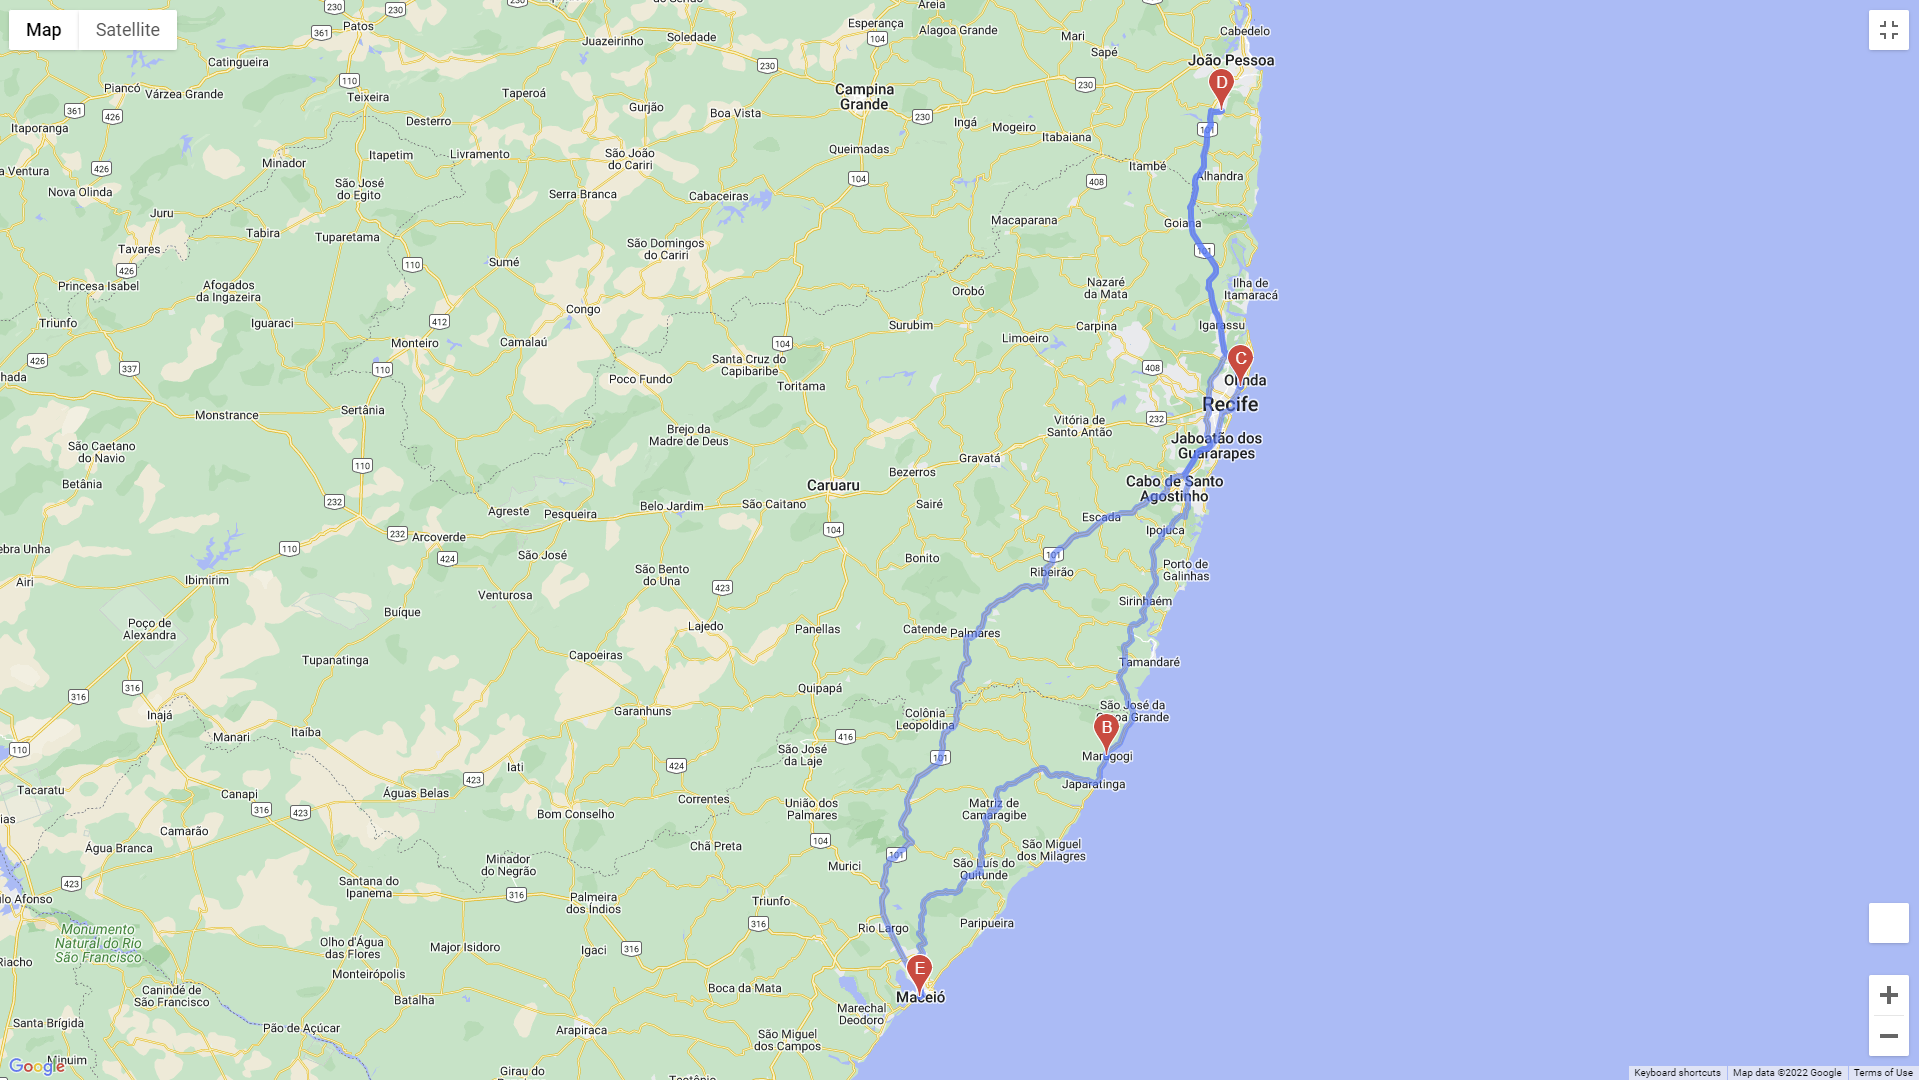 Map
Satellite
Patos
Juazeirinho
Soledade
Esperança
Areia
Alagoa Grande
Mari
Sapé
Cabedelo
João Pessoa
D
Catingueira
Piancó
Várzea Grande
Teixeira
Taperoá
Gurjão
Boa Vista
Campina
Grande
Ingá
Mogeiro
Itabaiana
Itaporanga
Desterro
Minador
Itapetim
Livramento
São João
do Cariri
Queimadas
Itambé
Alhandra
Nova Olinda
São José
do Egito
Serra Branca
Cabaceiras
Juru
Macaparana
Goiana
Tabira
Tuparetama
Tavares
São Domingos
do Cariri
Sumé
Princesa Isabel
Afogados
da Ingazeira
Orobó
Nazaré
da Mata
Ilha de
Itamaracá
Triunfo
Iguaraci
Congo
Surubim
Carpina
Igarassu
Monteiro
Camalaú
Limoeiro
Santa Cruz do
Capibaribe
Poco Fundo
Toritama
C
Recife
Monstrance
Sertânia
Vitória de
Santo Antão
São Caetano
do Navio
Brejo da
Madre de Deus
Jaboatão dos
Guararapes
Gravatá
Bezerros
Betânia
Caruaru
Cabo de Santo
Agostinho
Agreste
Pesqueira
Belo Jardim
São Caitano
Sairé
Escada
Ipojuca
Arcoverde
São José
Bonito
Ribeirão
Porto de
Galinhas
Airi
Ibimirim
São Bento
do Una
Venturosa
Buíque
Sirinhaém
Poço de
Alexandra
Lajedo
Panellas
Catende
Palmares
Tupanatinga
Capoeiras
Tamandaré
Quipapá
Inajá
Garanhuns
Colônia
Leopoldina
São José da
B
Manari
Itaíba
São José
da Laje
Iati
Japaratinga
Tacaratu
Canapi
Águas Belas
Correntes
União dos
Palmares
Matriz de
Camaragibe
Camarão
Bom Conselho
Água Branca
Chã Preta
São Miguel
dos Milagres
Minador
do Negrão
Murici
São Luís do
Quitunde
Santana do
Ipanema
Palmeira
dos Índios
Triunfo
Paripueira
Rio Largo
Monumento
Natural do Rio
São Francisco
Olho d'Água
das Flores
Major Isidoro
Igaci
Monteirópolis
E
Maceió
Canindé de
São Francisco
Batalha
Boca da Mata
Marechal
Deodoro
Santa Brígida
Pão de Açúcar
Arapiraca
São Miguel
dos Campos
Minuim
Girau do
Google
Keyboard shortcuts
Map data ©2022 Google
Terms of Use